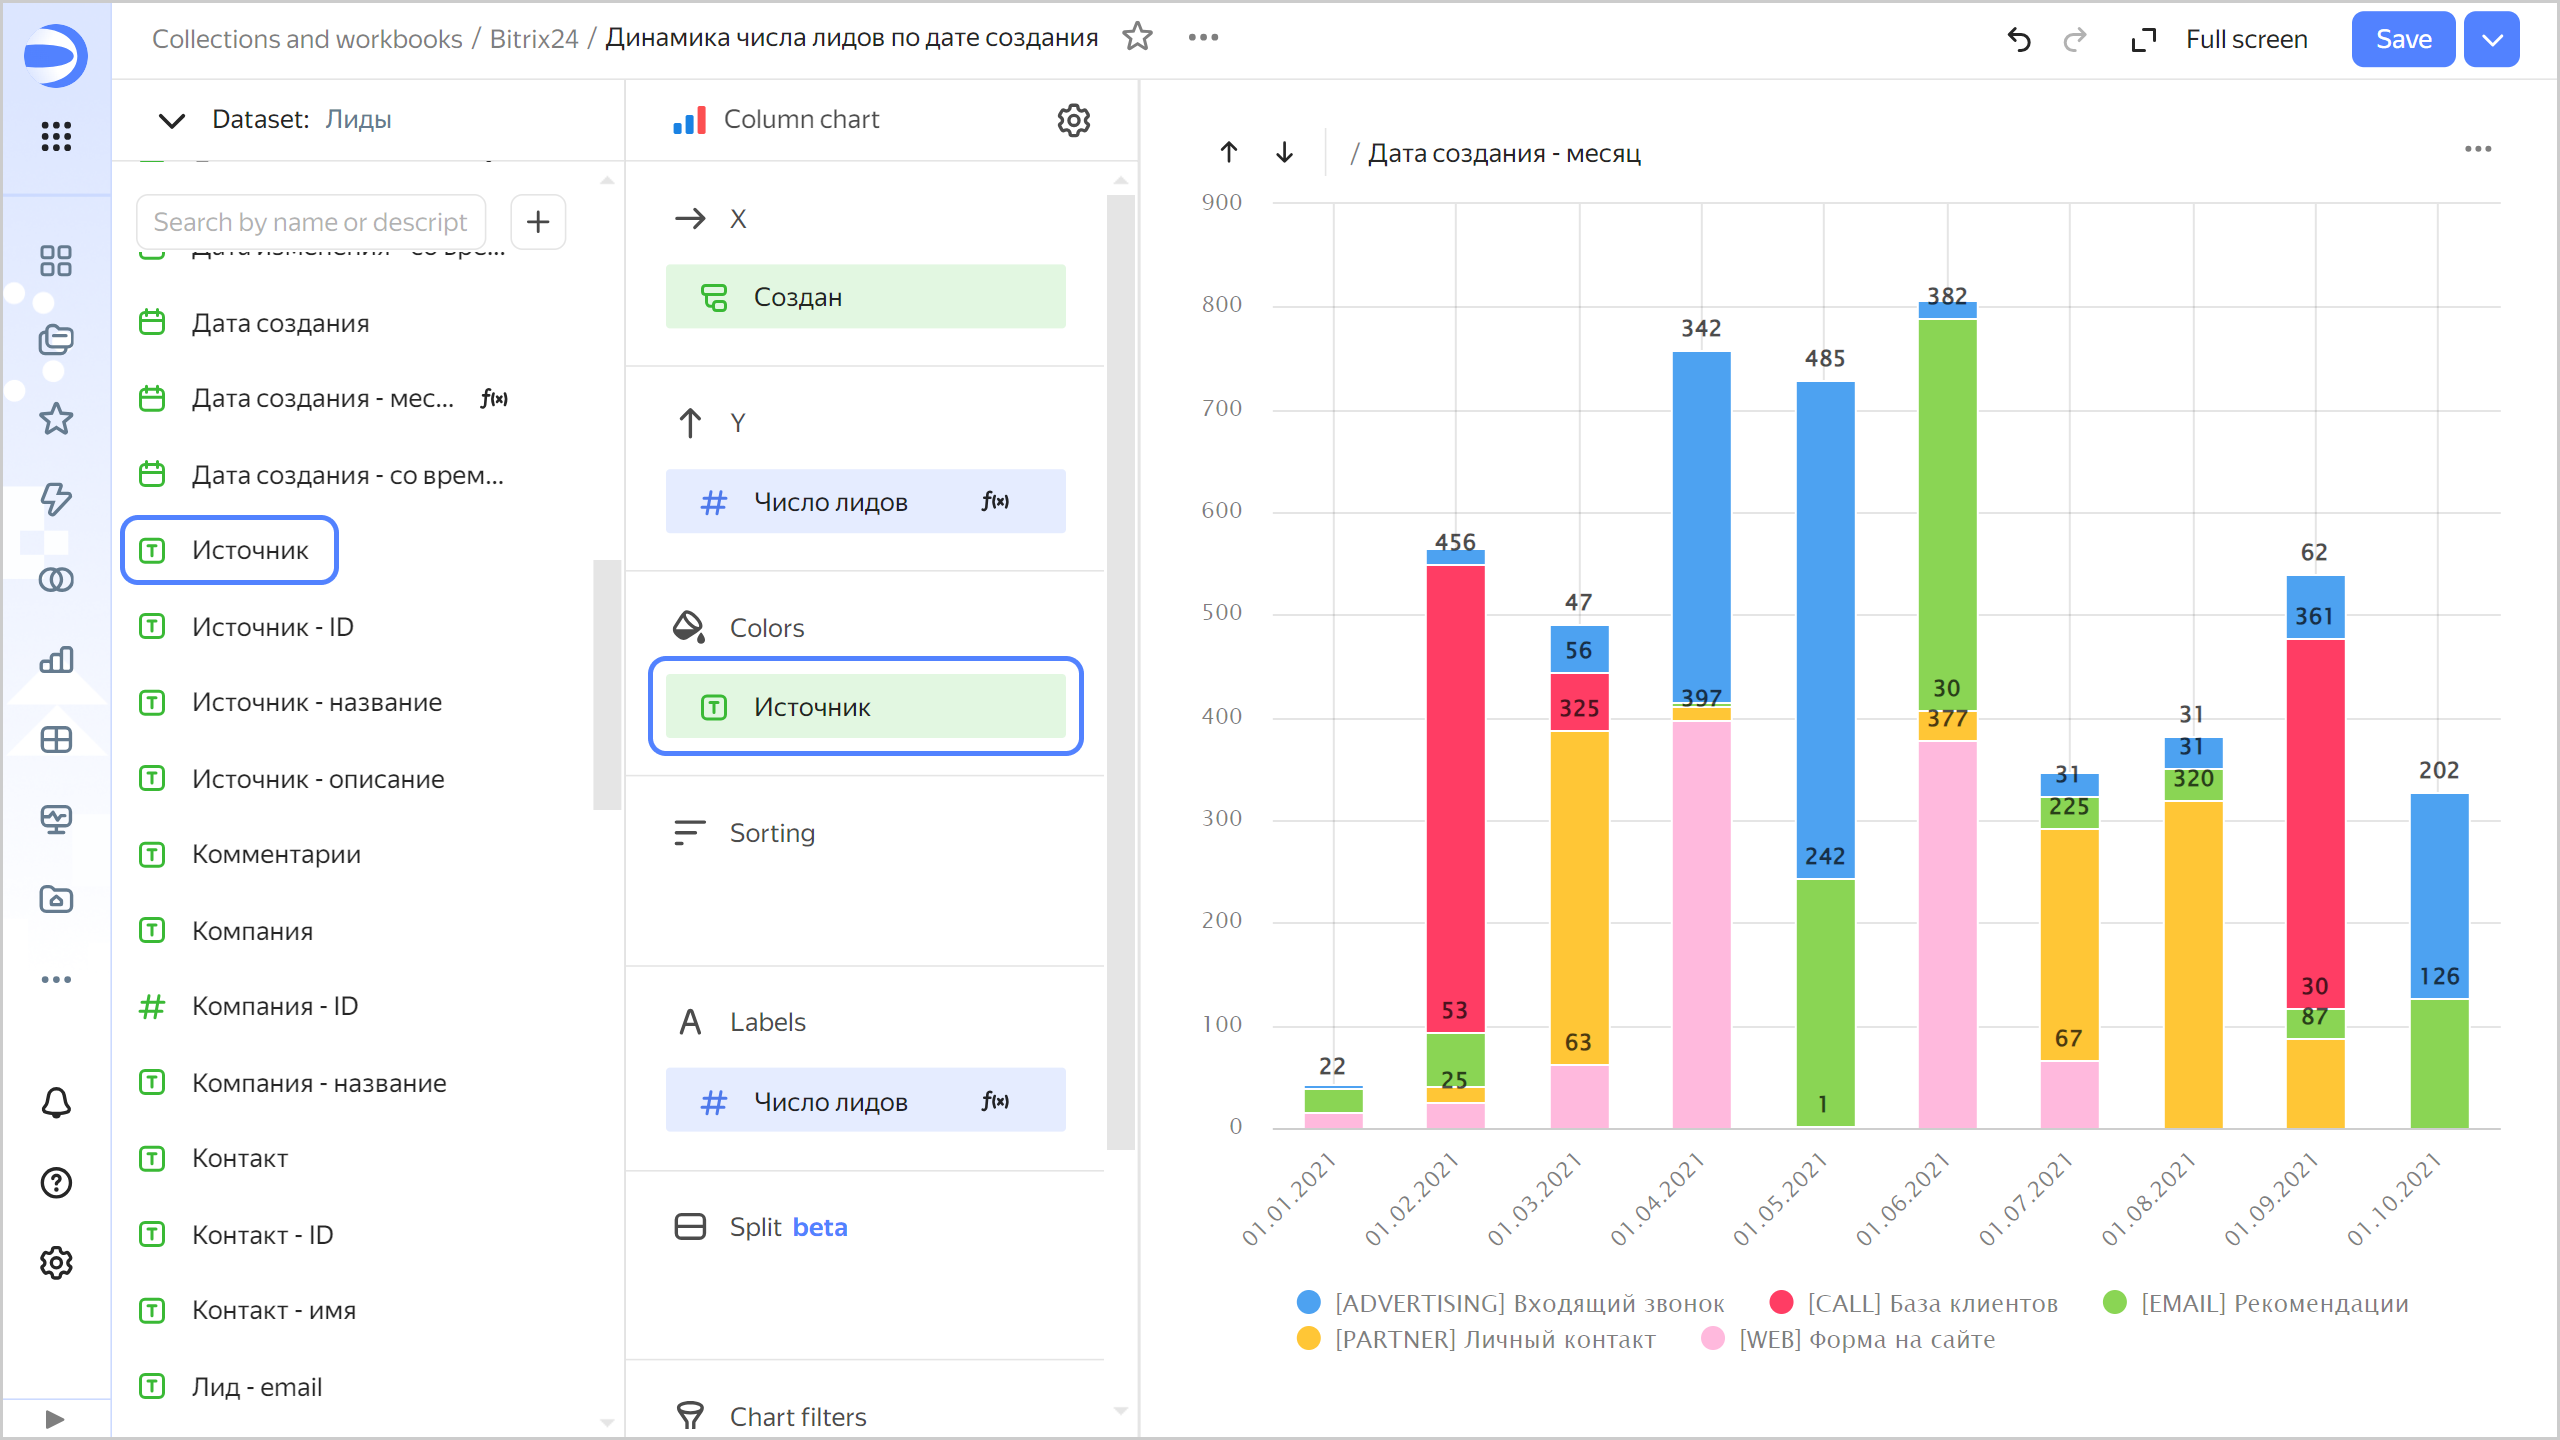 Collections and workbooks / Bitrix24 / Динамика числа лидов по дате создания
Full screen
Save
Dataset: Лиды
Search by name or descript
Дата изменения - со вре...
Дата создания
Дата создания - мес... f(x)
Дата создания - со врем...
Источник
Источник - ID
Источник - название
Источник - описание
Комментарии
Компания
Компания - ID
Компания - название
Контакт
Контакт - ID
Контакт - имя
Лид - email
Column chart
X
Создан
Y
Число лидов f(x)
Colors
Источник
Sorting
Labels
Число лидов f(x)
Split beta
Chart filters
/ Дата создания - месяц
900
800
700
600
500
400
300
200
100
0
22
456
53
25
47
56
325
63
342
397
485
242
1
382
30
377
31
225
67
31
31
320
62
361
30
87
202
126
01.01.2021
01.02.2021
01.03.2021
01.04.2021
01.05.2021
01.06.2021
01.07.2021
01.08.2021
01.09.2021
01.10.2021
[ADVERTISING] Входящий звонок
[CALL] База клиентов
[EMAIL] Рекомендации
[PARTNER] Личный контакт
[WEB] Форма на сайте